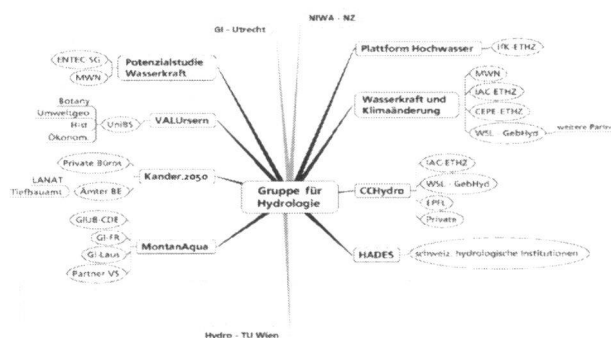 GI - Utrecht
NIWA - NZ
ENTEC SG
MWN
Potenzialstudie
Wasserkraft
Botany
Umweltgeo
Hist
Ökonom.
UniBS
VALUrsern
Private Büros
LANAT
Tiefbauamt
Ämter BE
Kander.2050
GIUB-CDE
GI-FR
GI-Laus
Partner VS
MontanAqua
Gruppe für
Hydrologie
Plattform Hochwasser
IfK-ETHZ
Wasserkraft und
Klimaänderung
MWN
IAC-ETHZ
CEPE-ETHZ
WSL - GebHyd
weitere
CCHydro
IAC-ETHZ
WSL - GebHyd
EPFL
Private
HADES
schweiz. hydrologische Institutionen
Hydro - TU Wien